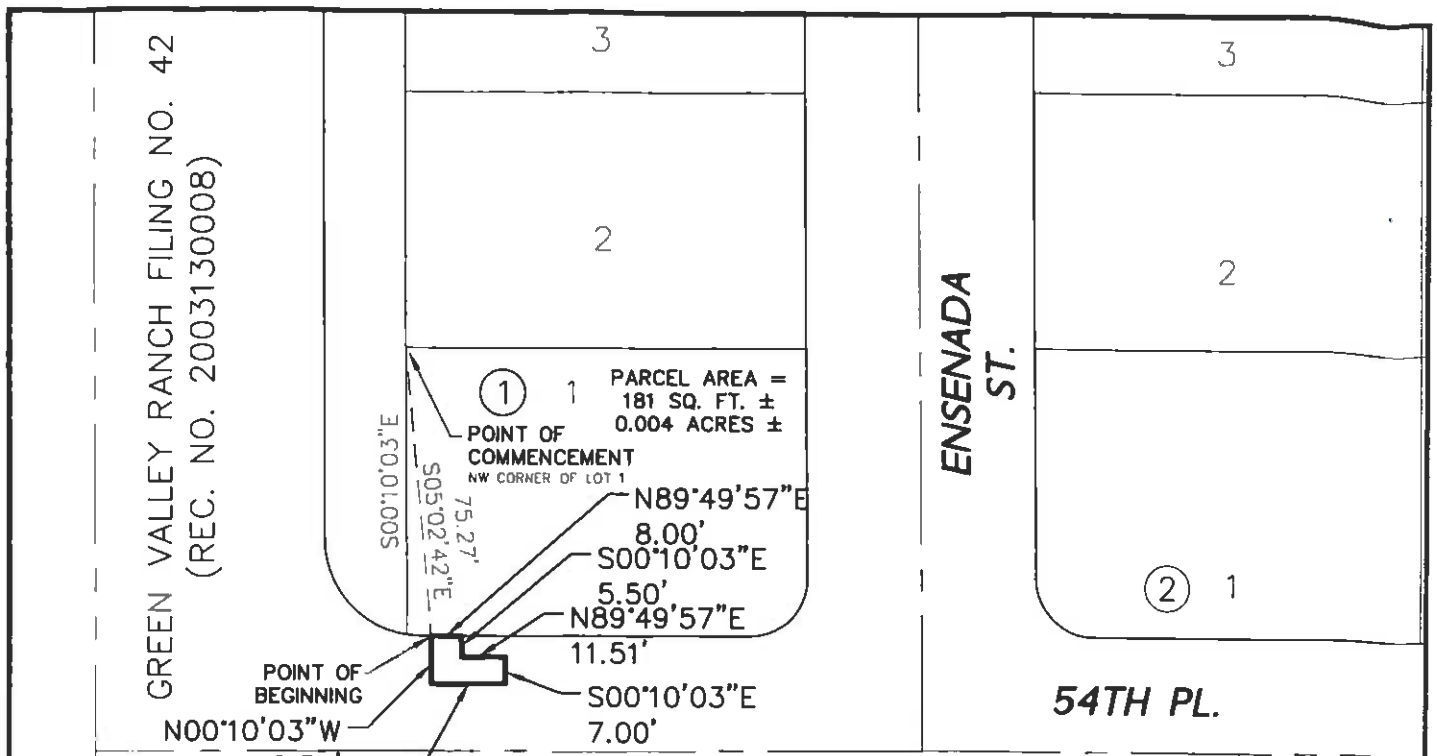 GREEN VALLEY RANCH FILING NO. 42
(REC. NO. 2003130008)
3
2
① 1
PARCEL AREA =
181 SQ. FT. ±
0.004 ACRES ±
POINT OF
COMMENCEMENT
NW CORNER OF LOT 1
S00°10'03"E
75.27'
S05°02'42"E
N89°49'57"E
8.00'
S00°10'03"E
5.50'
N89°49'57"E
11.51'
POINT OF
BEGINNING
N00°10'03"W
S00°10'03"E
7.00'
ENSENADA
ST.
3
2
② 1
54TH PL.